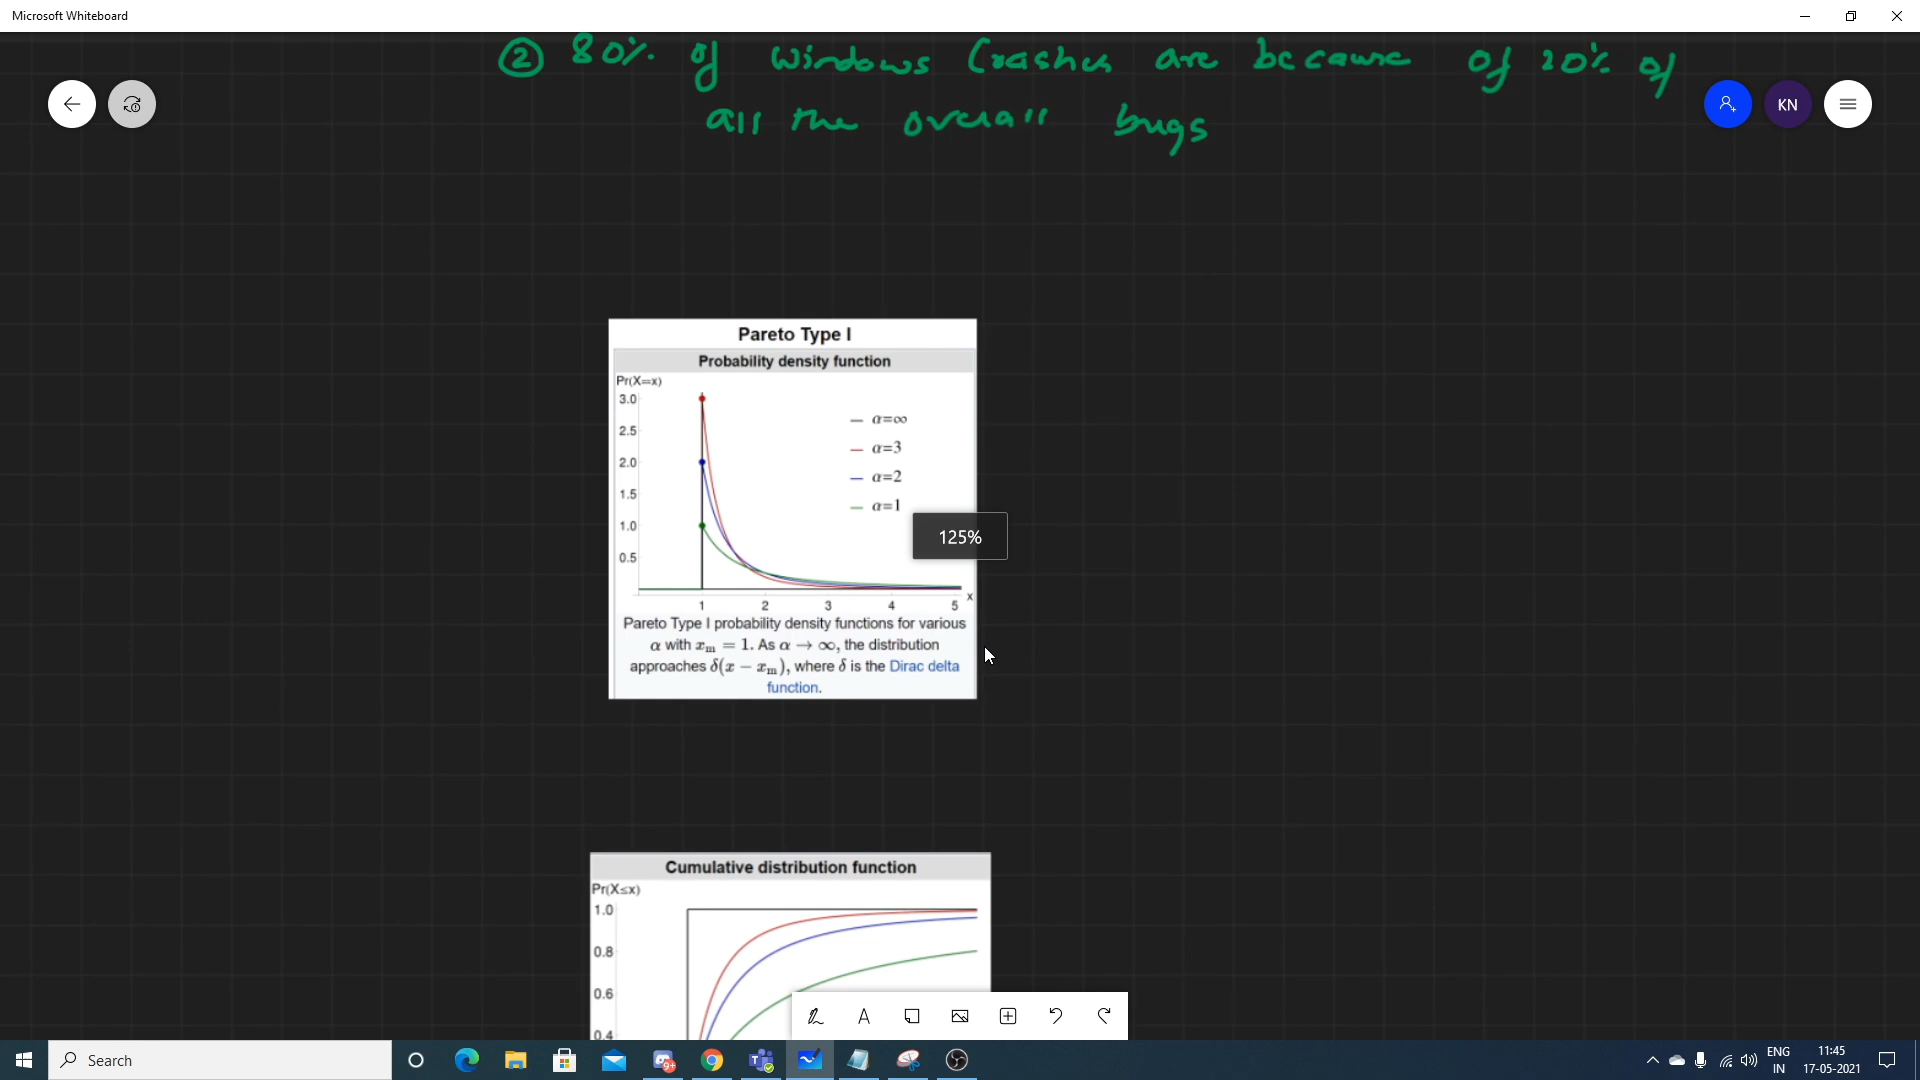 Microsoft Whiteboard
② 80% of Windows Crashes are because of 20% of
all the overall bugs
KN
Pareto Type I
Probability density function
Pr(X=x)
3.0
2.5
2.0
1.5
1.0
0.5
α=∞
α=3
α=2
α=1
125%
1 2 3 4 5 x
Pareto Type I probability density functions for various
α with xₘ = 1. As α → ∞, the distribution
approaches δ(x − xₘ), where δ is the Dirac delta
function.
Cumulative distribution function
Pr(X≤x)
1.0
0.8
0.6
0.4
Search
9+
ENG
IN
11:45
17-05-2021